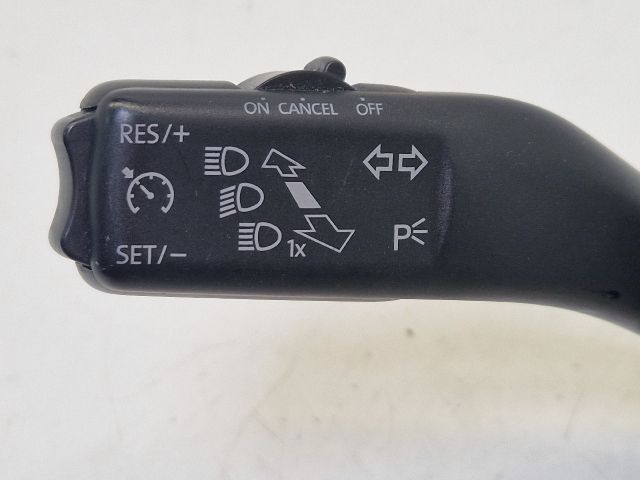 ON CANCEL OFF
RES/+
1x
SET/-
P